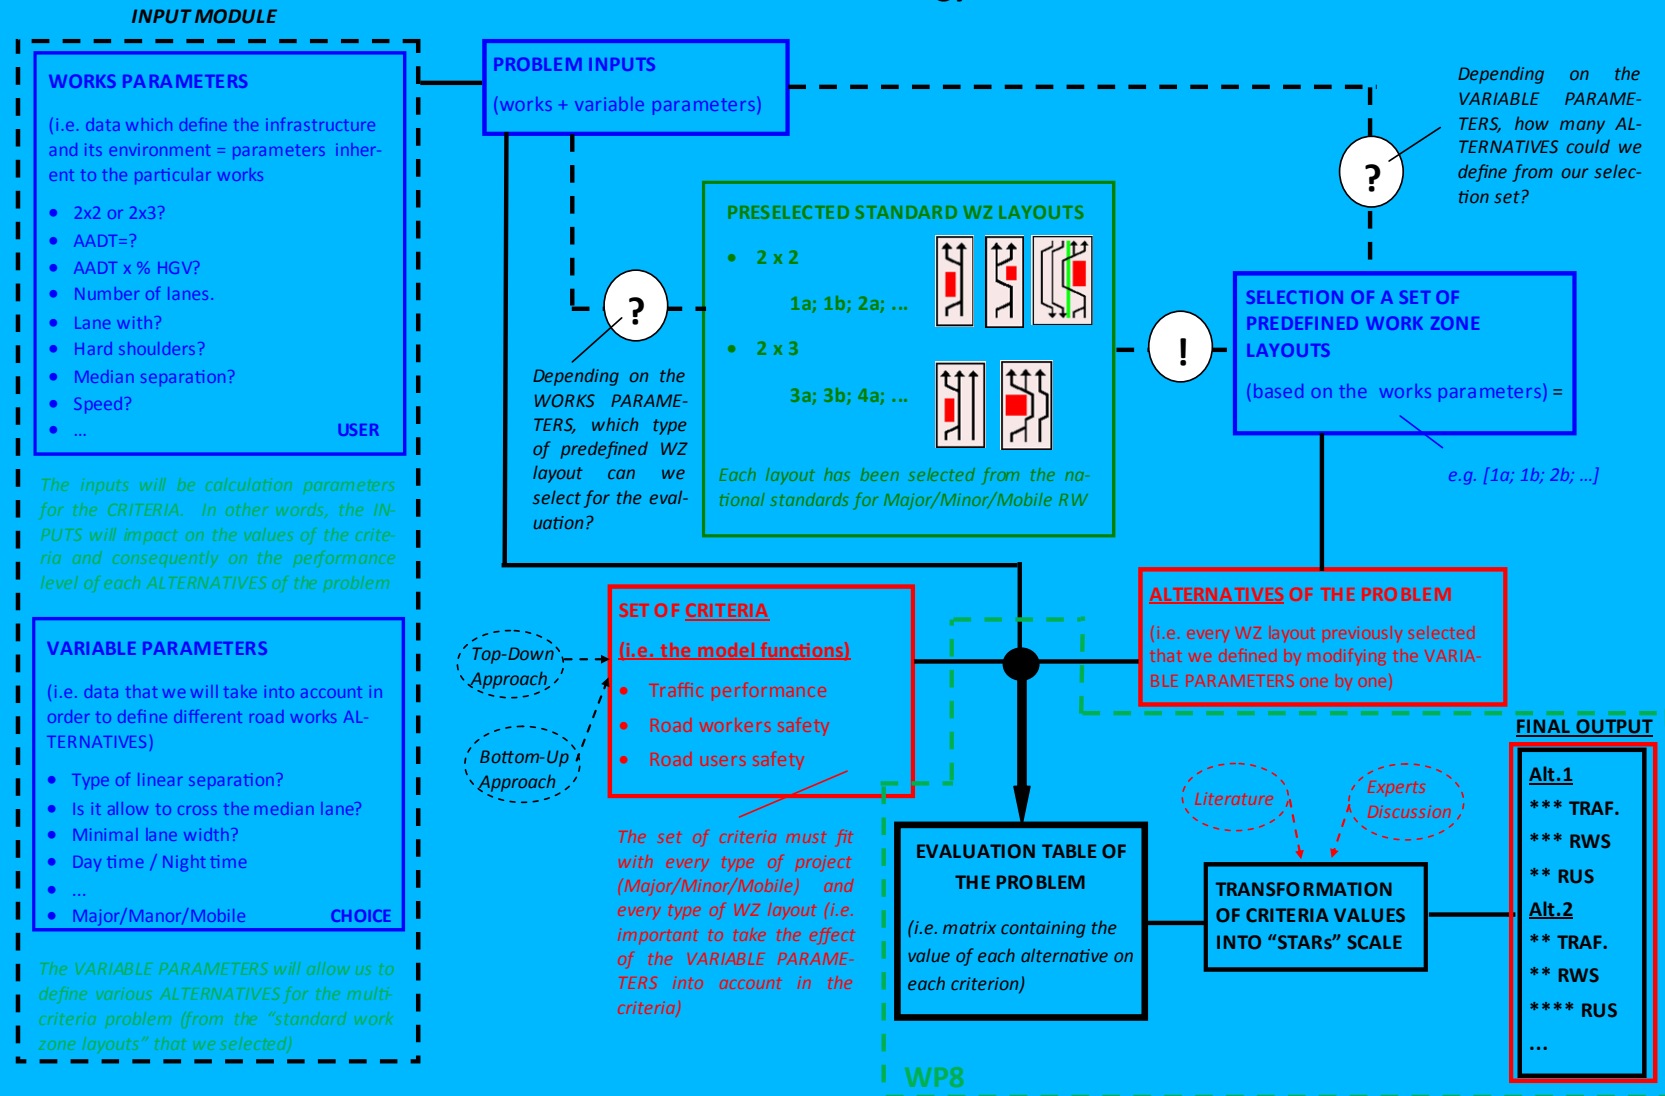 INPUT MODULE
WORKS PARAMETERS
(i.e. data which define the infrastructure
and its environment = parameters inher-
ent to the particular works
• 2x2 or 2x3?
• AADT=?
• AADT x % HGV?
• Number of lanes.
• Lane with?
• Hard shoulders?
• Median separation?
• Speed?
• ...
USER
The inputs will be calculation parameters
for the CRITERIA. In other words, the IN-
PUTS will impact on the values of the crite-
ria and consequently on the performance
level of each ALTERNATIVES of the problem
VARIABLE PARAMETERS
(i.e. data that we will take into account in
order to define different road works AL-
TERNATIVES)
• Type of linear separation?
• Is it allow to cross the median lane?
• Minimal lane width?
• Day time / Night time
• ...
• Major/Manor/Mobile
CHOICE
The VARIABLE PARAMETERS will allow us to
define various ALTERNATIVES for the multi-
criteria problem (from the “standard work
zone layouts” that we selected)
PROBLEM INPUTS
(works + variable parameters)
?
Depending on the
WORKS PARAME-
TERS, which type
of predefined WZ
layout can we
select for the eval-
uation?
PRESELECTED STANDARD WZ LAYOUTS
• 2 x 2
1a; 1b; 2a; ...
• 2 x 3
3a; 3b; 4a; ...
Each layout has been selected from the na-
tional standards for Major/Minor/Mobile RW
!
?
Depending on the
VARIABLE PARAME-
TERS, how many AL-
TERNATIVES could we
define from our selec-
tion set?
SELECTION OF A SET OF
PREDEFINED WORK ZONE
LAYOUTS
(based on the works parameters) =
e.g. [1a; 1b; 2b; ...]
Top-Down
Approach
Bottom-Up
Approach
SET OF CRITERIA
(i.e. the model functions)
• Traffic performance
• Road workers safety
• Road users safety
The set of criteria must fit
with every type of project
(Major/Minor/Mobile) and
every type of WZ layout (i.e.
important to take the effect
of the VARIABLE PARAME-
TERS into account in the
criteria)
ALTERNATIVES OF THE PROBLEM
(i.e. every WZ layout previously selected
that we defined by modifying the VARIA-
BLE PARAMETERS one by one)
EVALUATION TABLE OF
THE PROBLEM
(i.e. matrix containing the
value of each alternative on
each criterion)
Literature
Experts
Discussion
TRANSFORMATION
OF CRITERIA VALUES
INTO “STARs” SCALE
FINAL OUTPUT
Alt.1
*** TRAF.
*** RWS
** RUS
Alt.2
** TRAF.
** RWS
**** RUS
...
WP8